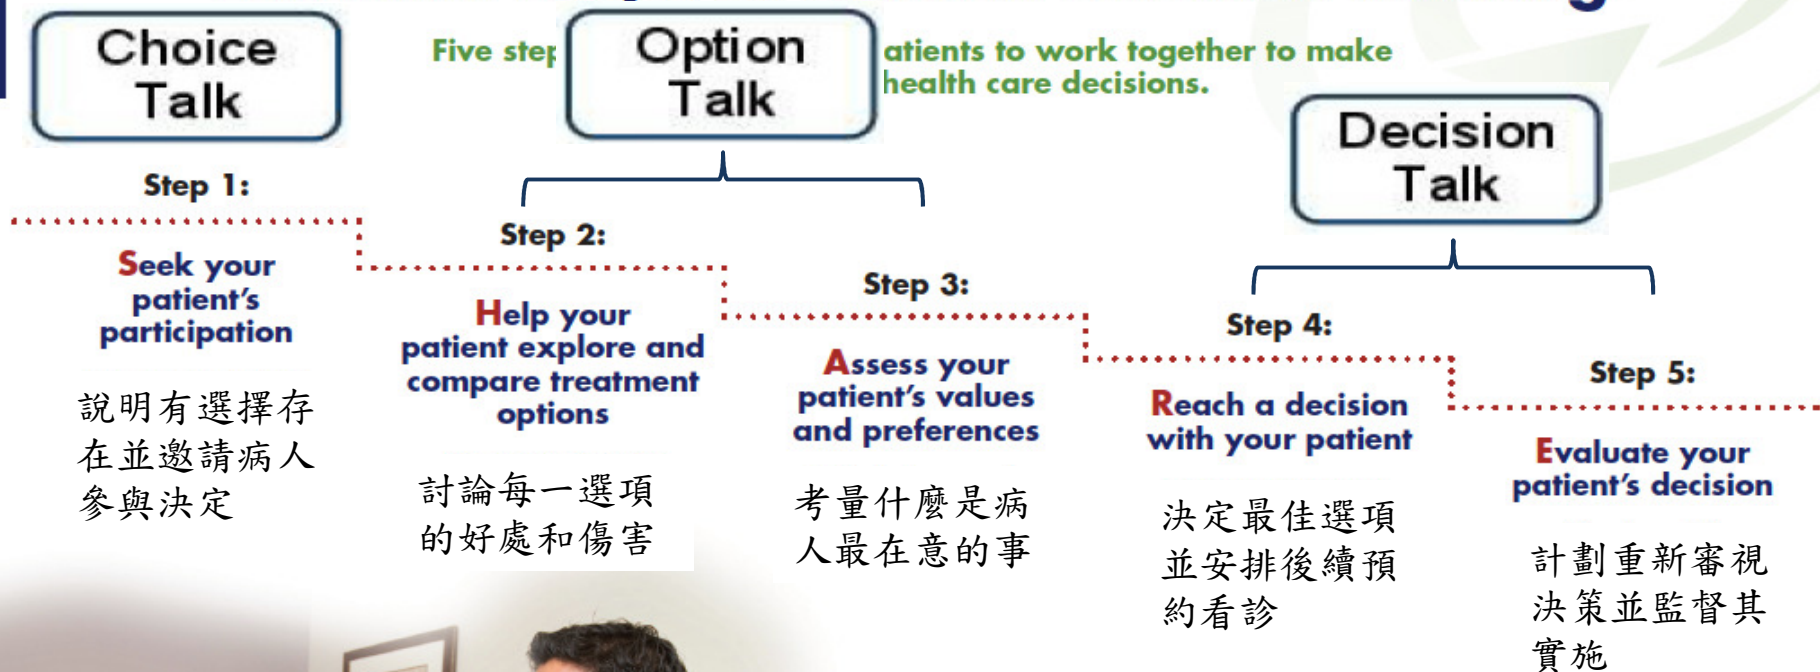 Choice
Talk
Five step
Option
Talk
atients to work together to make
health care decisions.
Decision
Talk
Step 1:
Seek your
patient's
participation
說明有選擇存
在並邀請病人
參與決定
Step 2:
Help your
patient explore and
compare treatment
options
討論每一選項
的好處和傷害
Step 3:
Assess your
patient's values
and preferences
考量什麼是病
人最在意的事
Step 4:
Reach a decision
with your patient
決定最佳選項
並安排後續預
約看診
Step 5:
Evaluate your
patient's decision
計劃重新審視
決策並監督其
實施